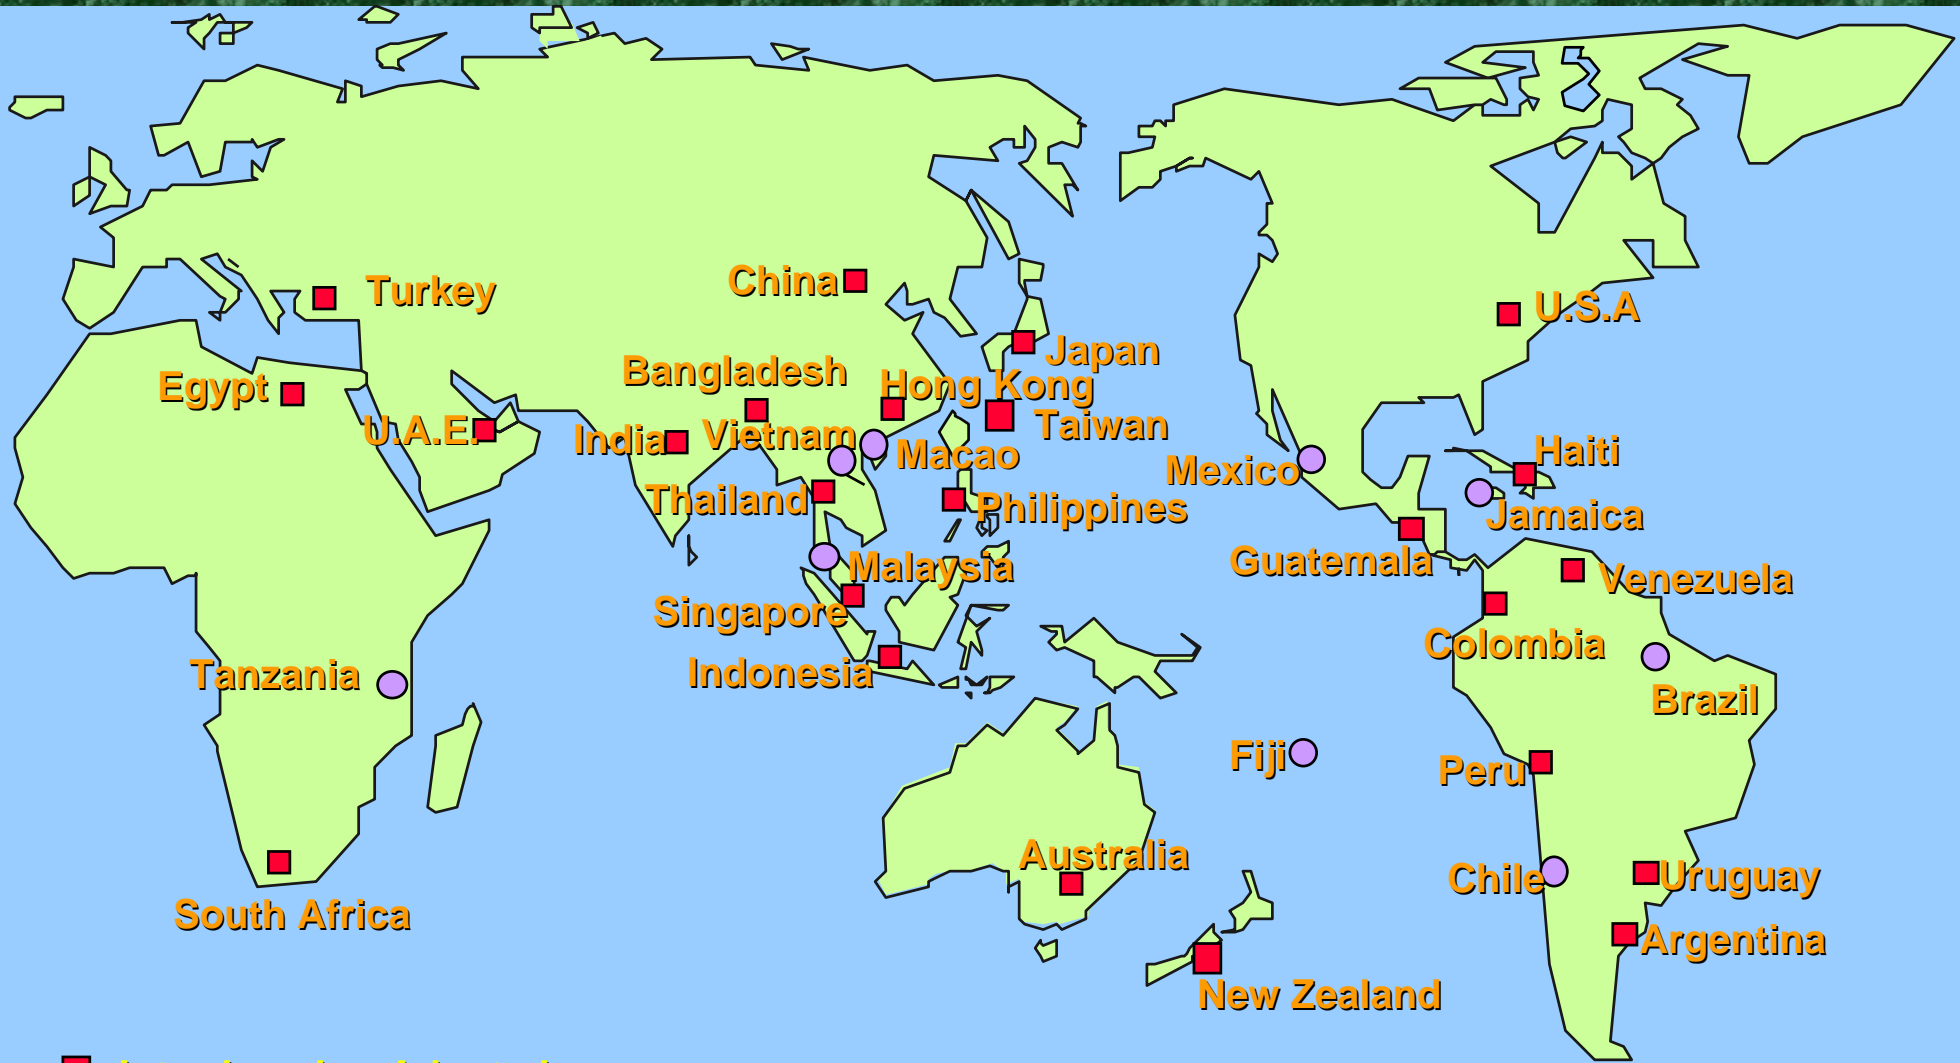 Turkey
China
U.S.A
Japan
Bangladesh
Egypt
Hong Kong
Taiwan
U.A.E.
India
Vietnam
Macao
Haiti
Mexico
Thailand
Philippines
Jamaica
Malaysia
Guatemala
Venezuela
Singapore
Colombia
Tanzania
Indonesia
Brazil
Fiji
Peru
Australia
Chile
Uruguay
South Africa
Argentina
New Zealand